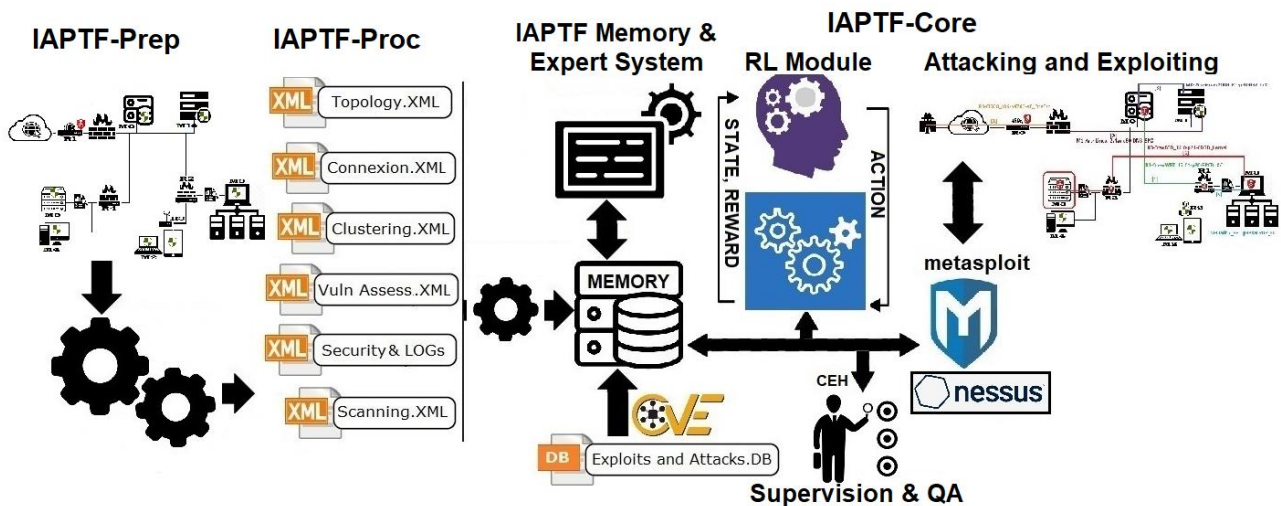 IAPTF-Prep
IAPTF-Proc
IAPTF Memory &
Expert System
IAPTF-Core
RL Module
Attacking and Exploiting
XML Topology.XML
XML Connexion.XML
XML Clustering.XML
XML Vuln Assess.XML
XML Security & LOGs
XML Scanning.XML
MEMORY
CVE
DB Exploits and Attacks.DB
STATE, REWARD
ACTION
CEH
Supervision & QA
metasploit
M
nessus